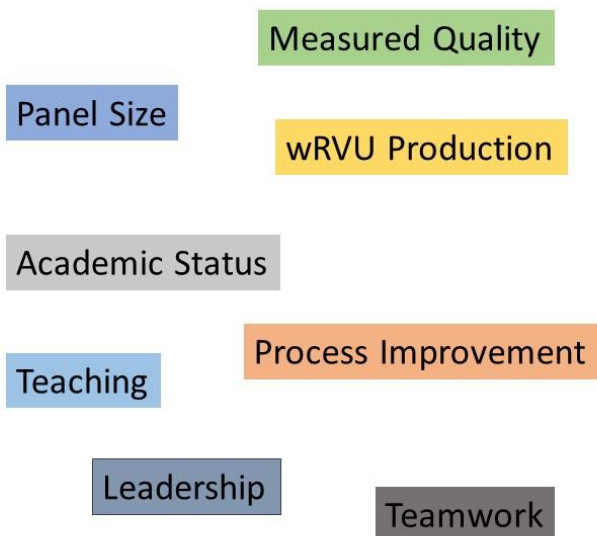 Measured Quality
Panel Size
wRVU Production
Academic Status
Process Improvement
Teaching
Leadership
Teamwork